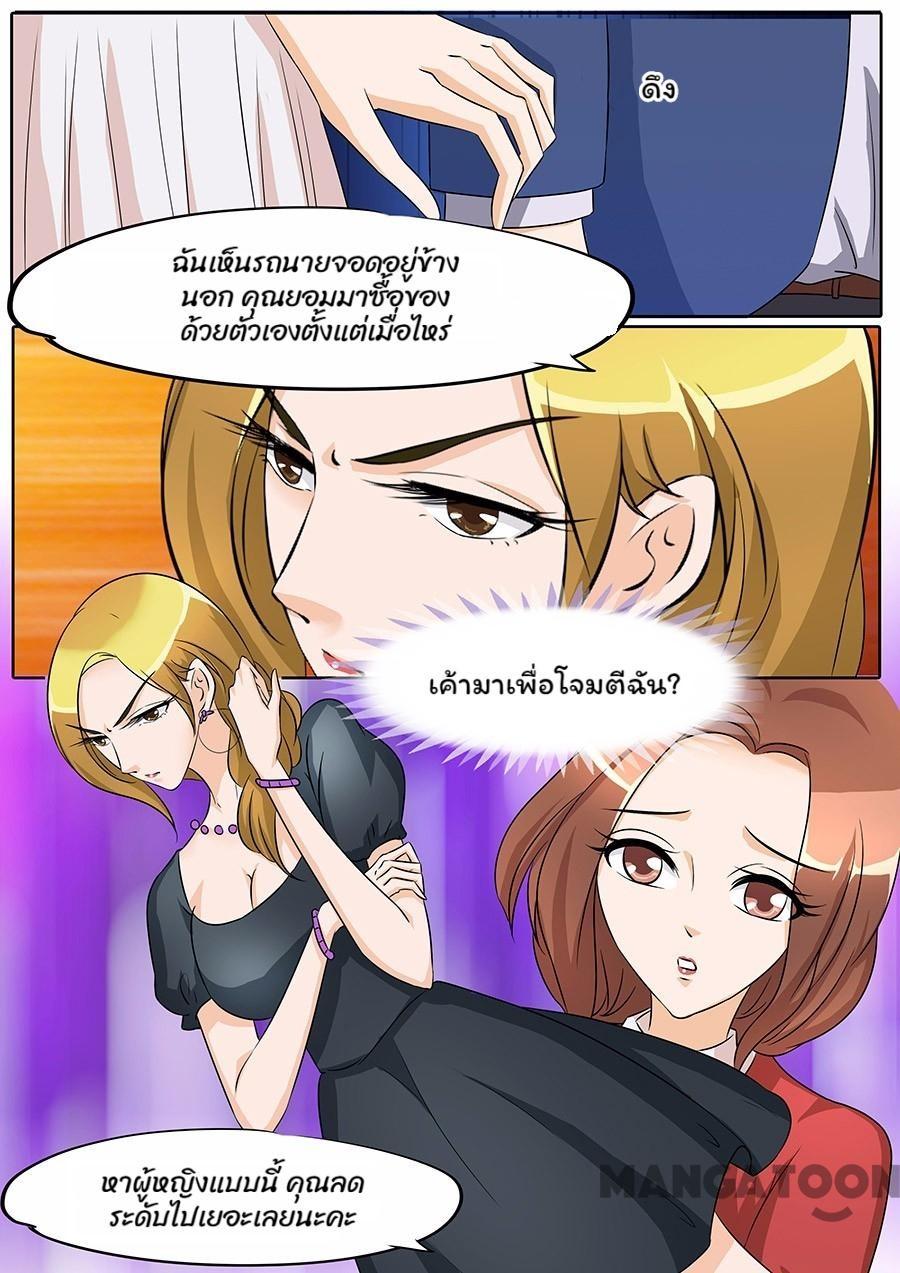 ดึง
ฉันเห็นรถนายจอดอยู่ข้าง
นอก คุณยอมมาซื้อของ
ด้วยตัวเองตั้งแต่เมื่อไหร่
เค้ามาเพื่อโจมตีฉัน?
หาผู้หญิงแบบนี้ คุณลด
ระดับไปเยอะเลยนะคะ
MANGATOON